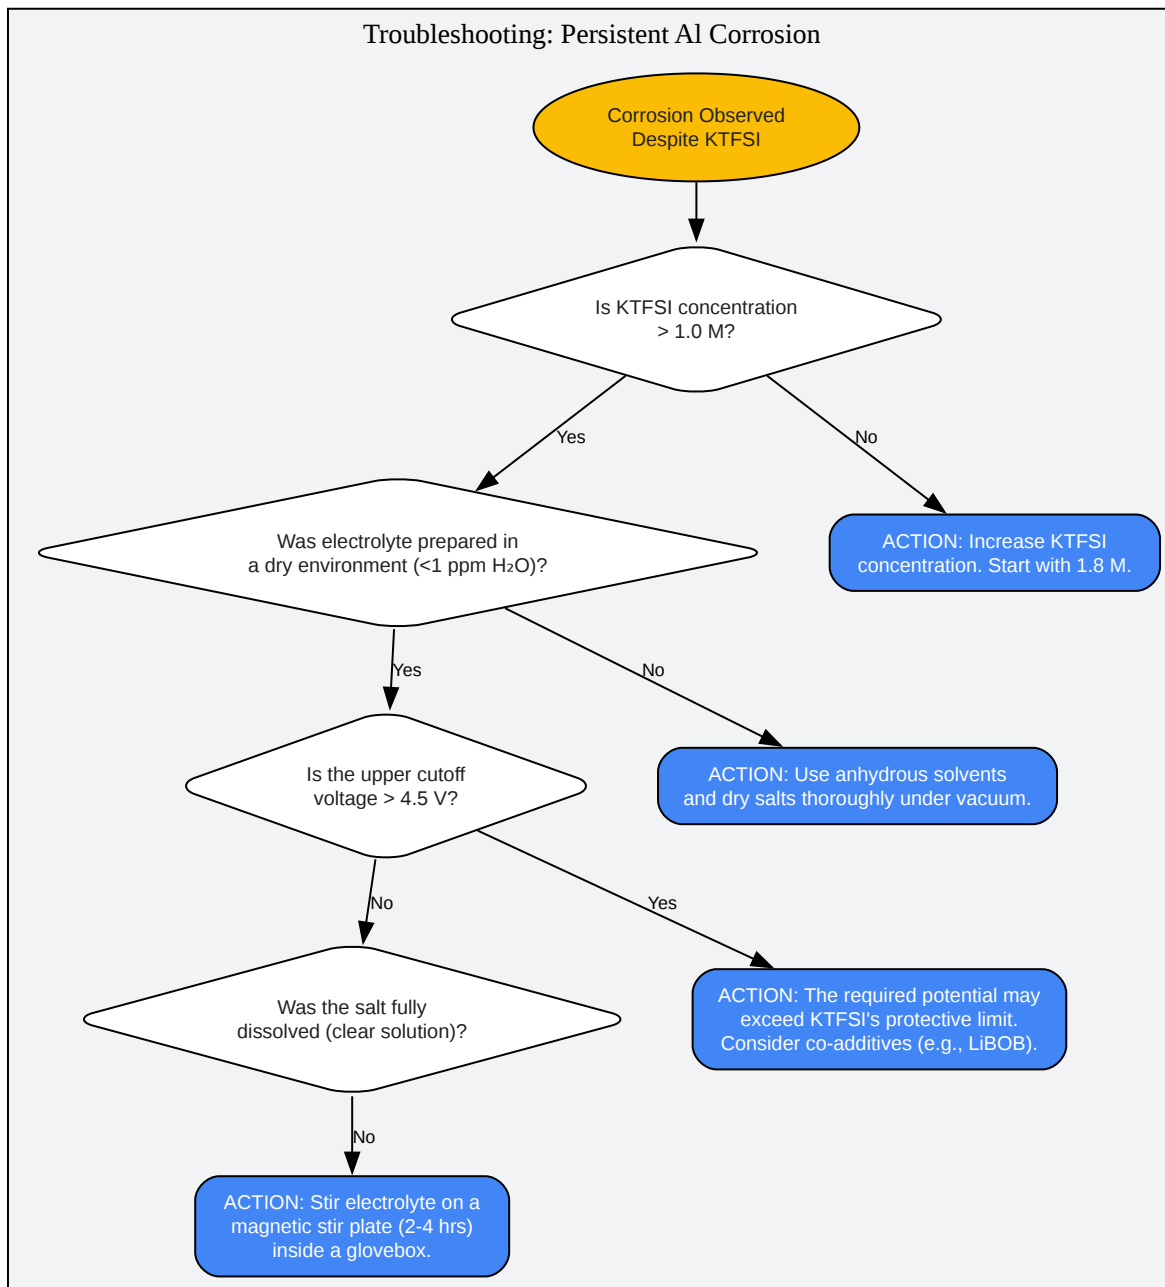 Troubleshooting: Persistent Al Corrosion
Corrosion Observed
Despite KTFSI
Is KTFSI concentration
> 1.0 M?
Yes
No
Was electrolyte prepared in
a dry environment (<1 ppm H₂O)?
ACTION: Increase KTFSI
concentration. Start with 1.8 M.
Yes
No
Is the upper cutoff
voltage > 4.5 V?
ACTION: Use anhydrous solvents
and dry salts thoroughly under vacuum.
No
Yes
Was the salt fully
dissolved (clear solution)?
ACTION: The required potential may
exceed KTFSI's protective limit.
Consider co-additives (e.g., LiBOB).
No
ACTION: Stir electrolyte on a
magnetic stir plate (2-4 hrs)
inside a glovebox.